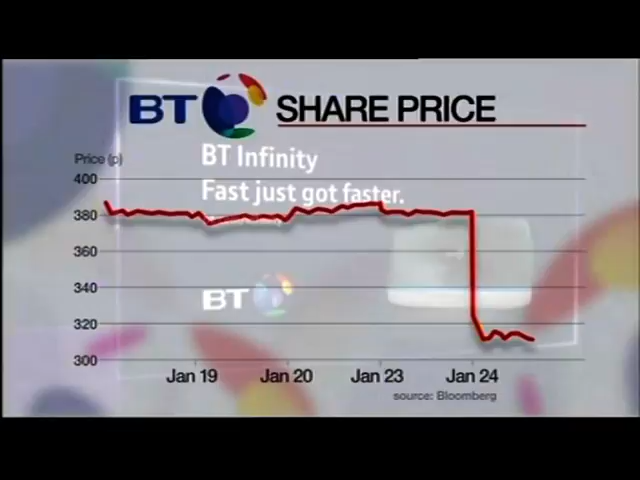 BT SHARE PRICE
Price (p)
BT Infinity
Fast just got faster.
400
380
360
340
BT
320
300
Jan 19 Jan 20 Jan 23 Jan 24
source: Bloomberg